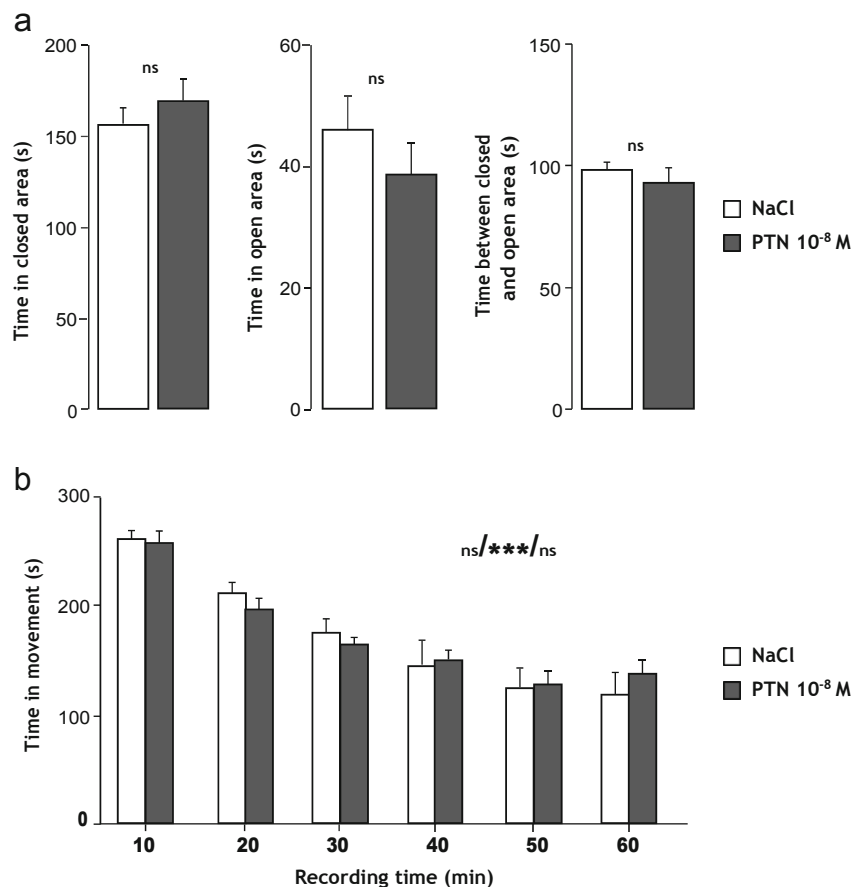 a
200
150
100
50
0
Time in closed area (s)
ns
60
40
20
0
Time in open area (s)
ns
150
100
50
0
Time between closed
and open area (s)
ns
NaCl
PTN 10⁻⁸ M
b
300
200
100
0
Time in movement (s)
ns/***/ns
10 20 30 40 50 60
Recording time (min)
NaCl
PTN 10⁻⁸ M